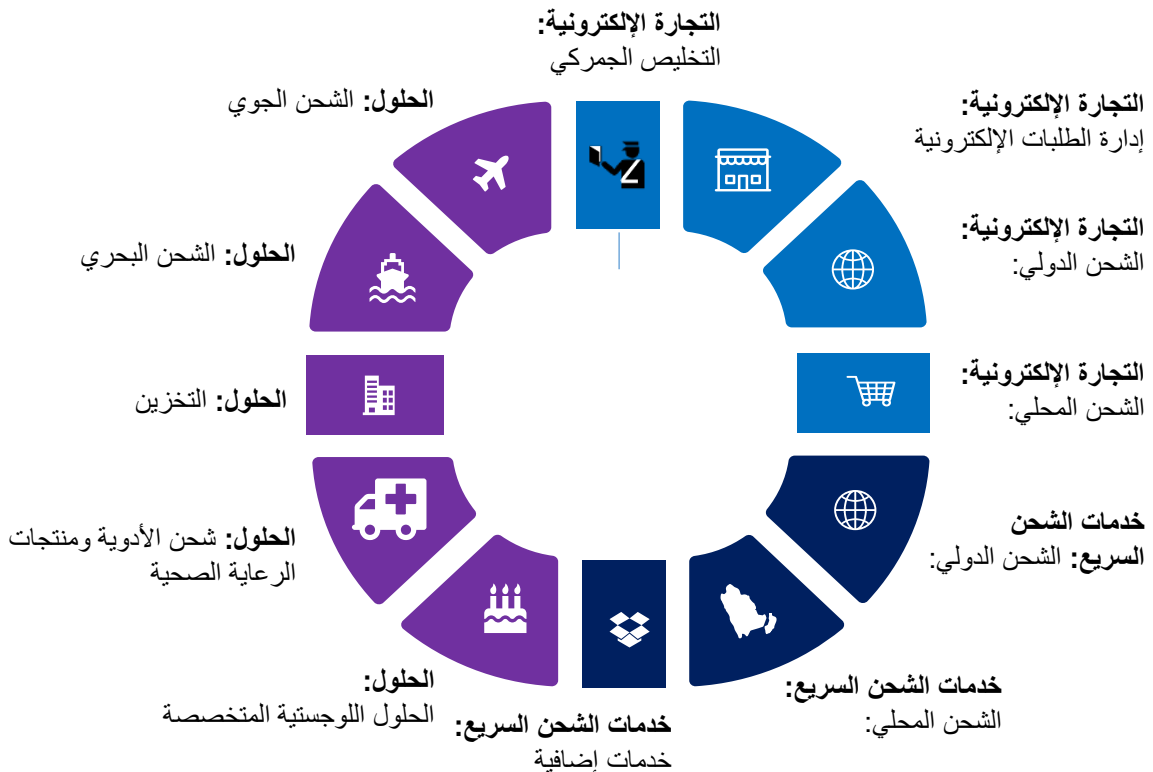 التجارة الإلكترونية:
التخليص الجمركي
التجارة الإلكترونية:
إدارة الطلبات الإلكترونية
التجارة الإلكترونية:
الشحن الدولي:
التجارة الإلكترونية:
الشحن المحلي:
خدمات الشحن
السريع: الشحن الدولي:
خدمات الشحن السريع:
الشحن المحلي:
خدمات الشحن السريع:
خدمات إضافية
الحلول:
الحلول اللوجستية المتخصصة
الحلول: شحن الأدوية ومنتجات
الرعاية الصحية
الحلول: التخزين
الحلول: الشحن البحري
الحلول: الشحن الجوي